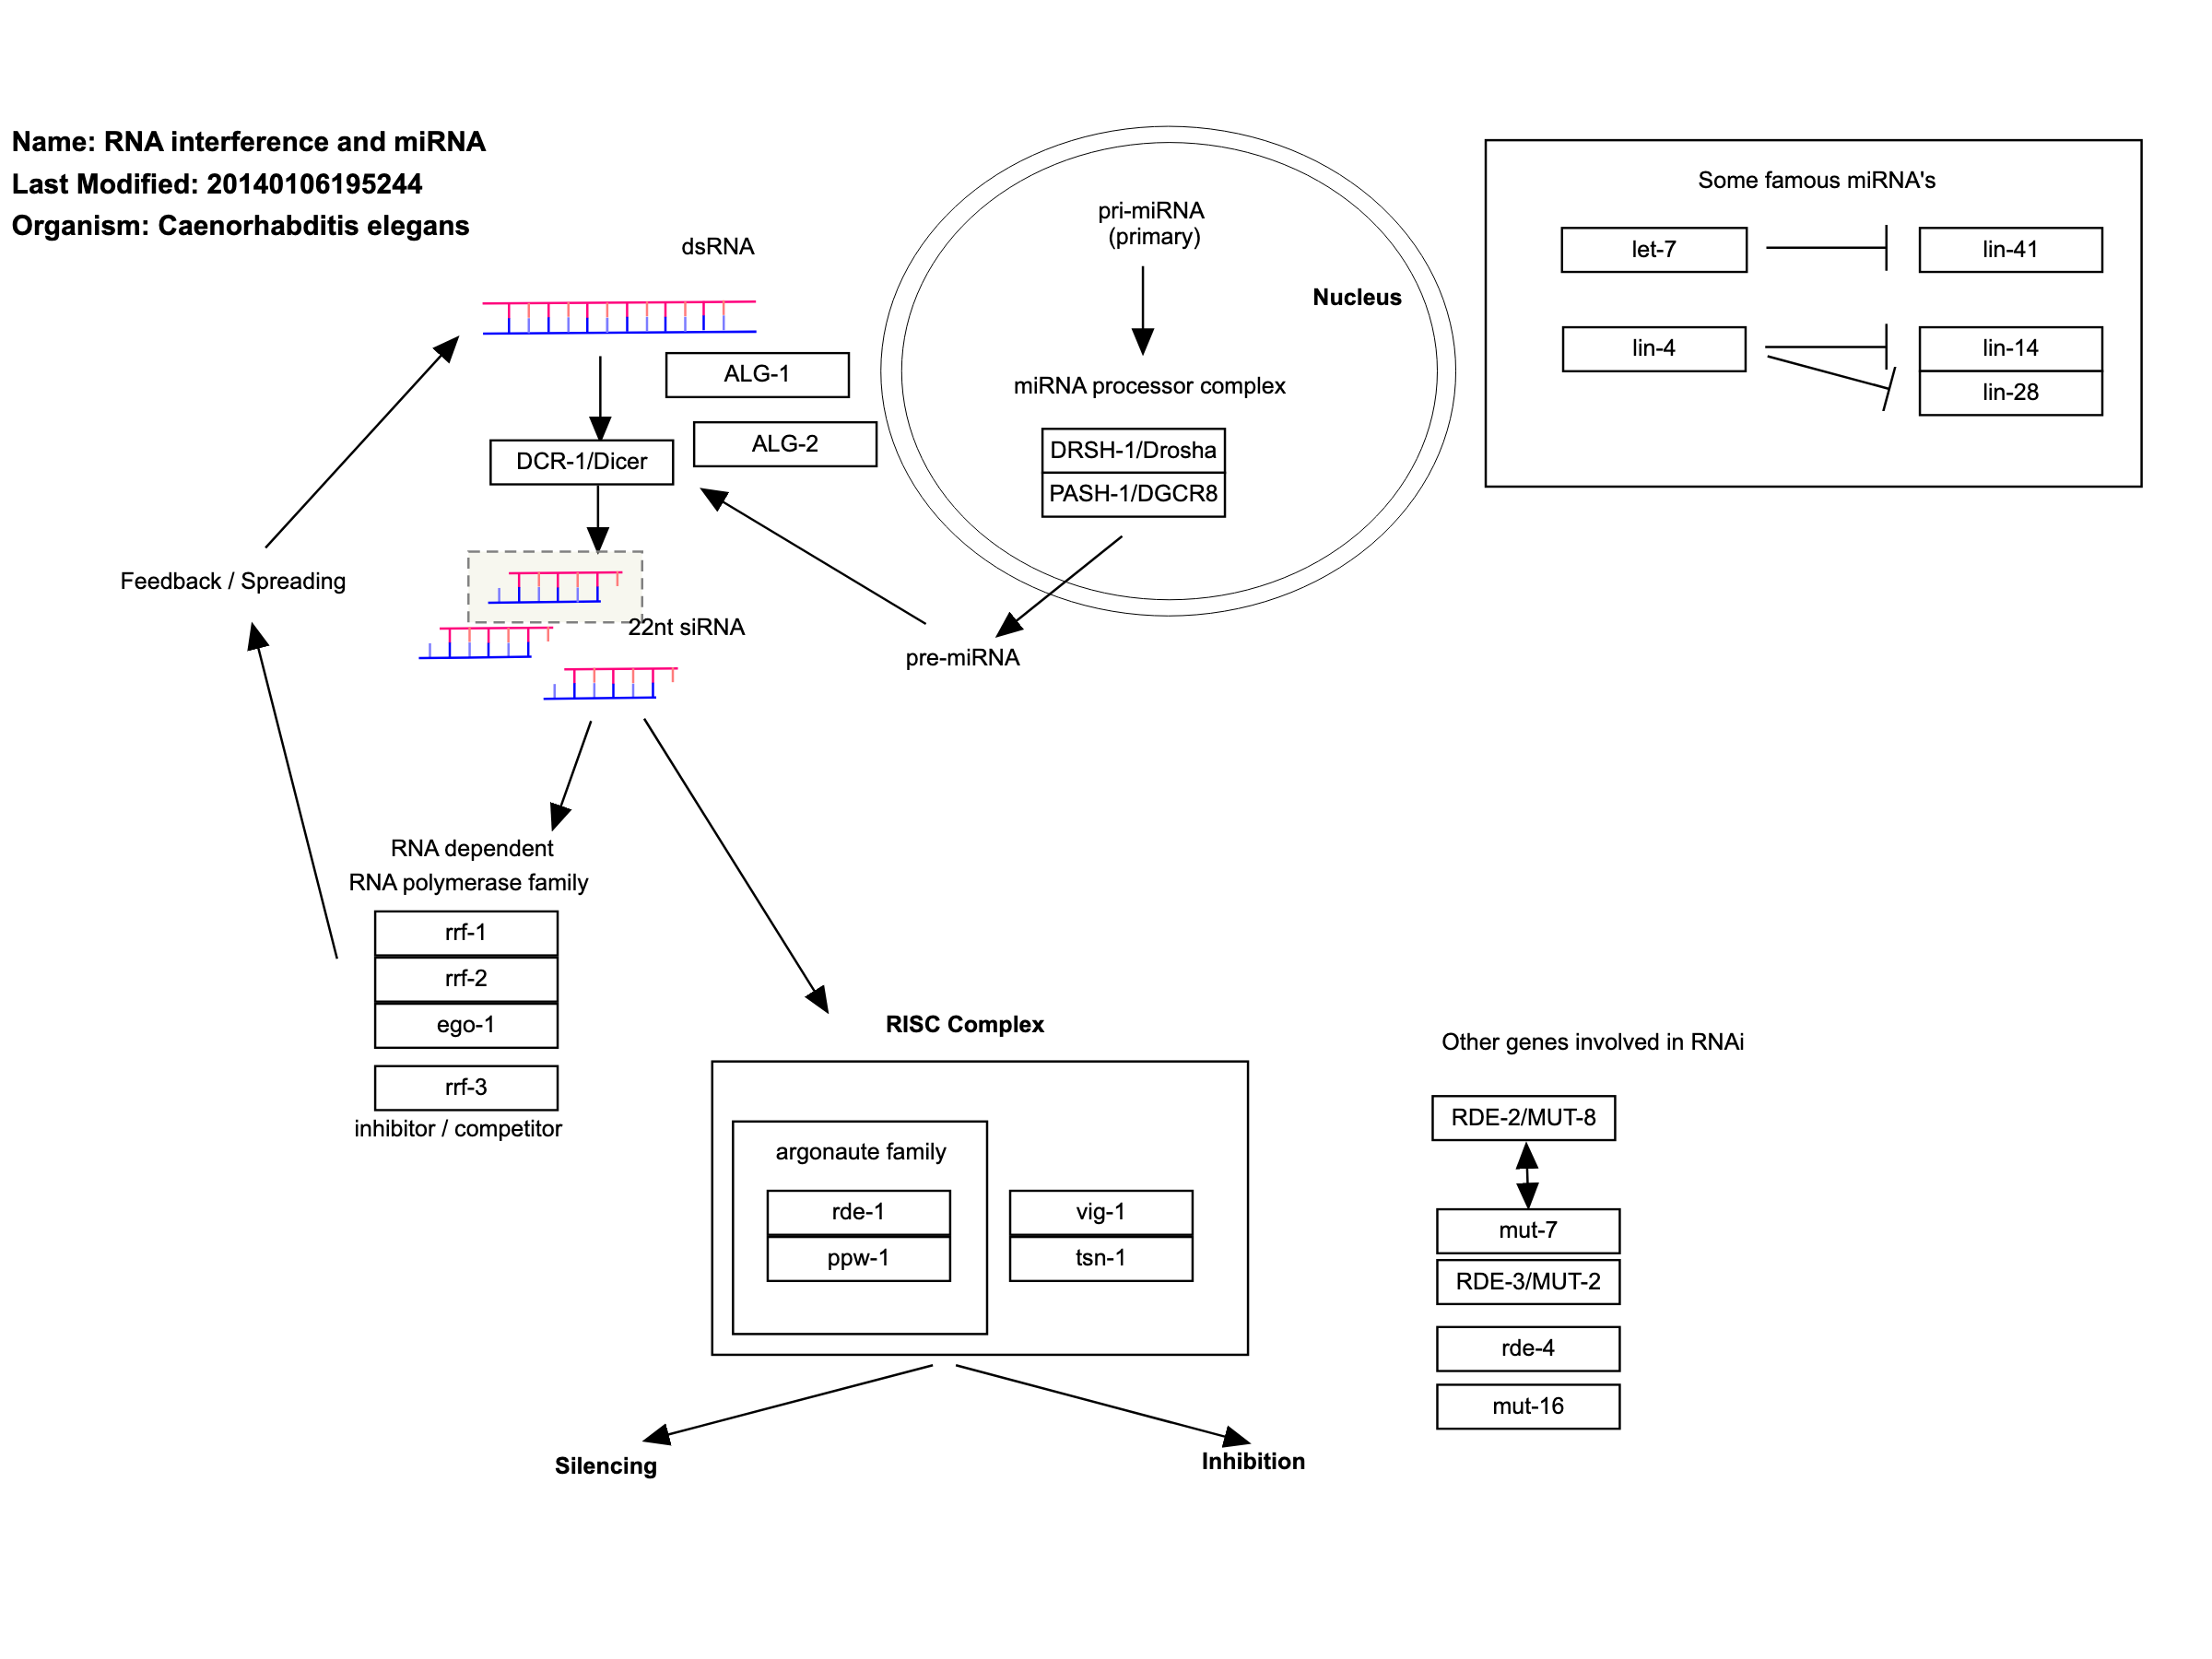 Name: RNA interference and miRNA
Last Modified: 20140106195244
Organism: Caenorhabditis elegans
dsRNA
ALG-1
ALG-2
DCR-1/Dicer
22nt siRNA
Feedback / Spreading
pri-miRNA
(primary)
Nucleus
miRNA processor complex
DRSH-1/Drosha
PASH-1/DGCR8
pre-miRNA
Some famous miRNA's
let-7
lin-41
lin-4
lin-14
lin-28
RNA dependent
RNA polymerase family
rrf-1
rrf-2
ego-1
rrf-3
inhibitor / competitor
RISC Complex
argonaute family
rde-1
ppw-1
vig-1
tsn-1
Silencing
Inhibition
Other genes involved in RNAi
RDE-2/MUT-8
mut-7
RDE-3/MUT-2
rde-4
mut-16